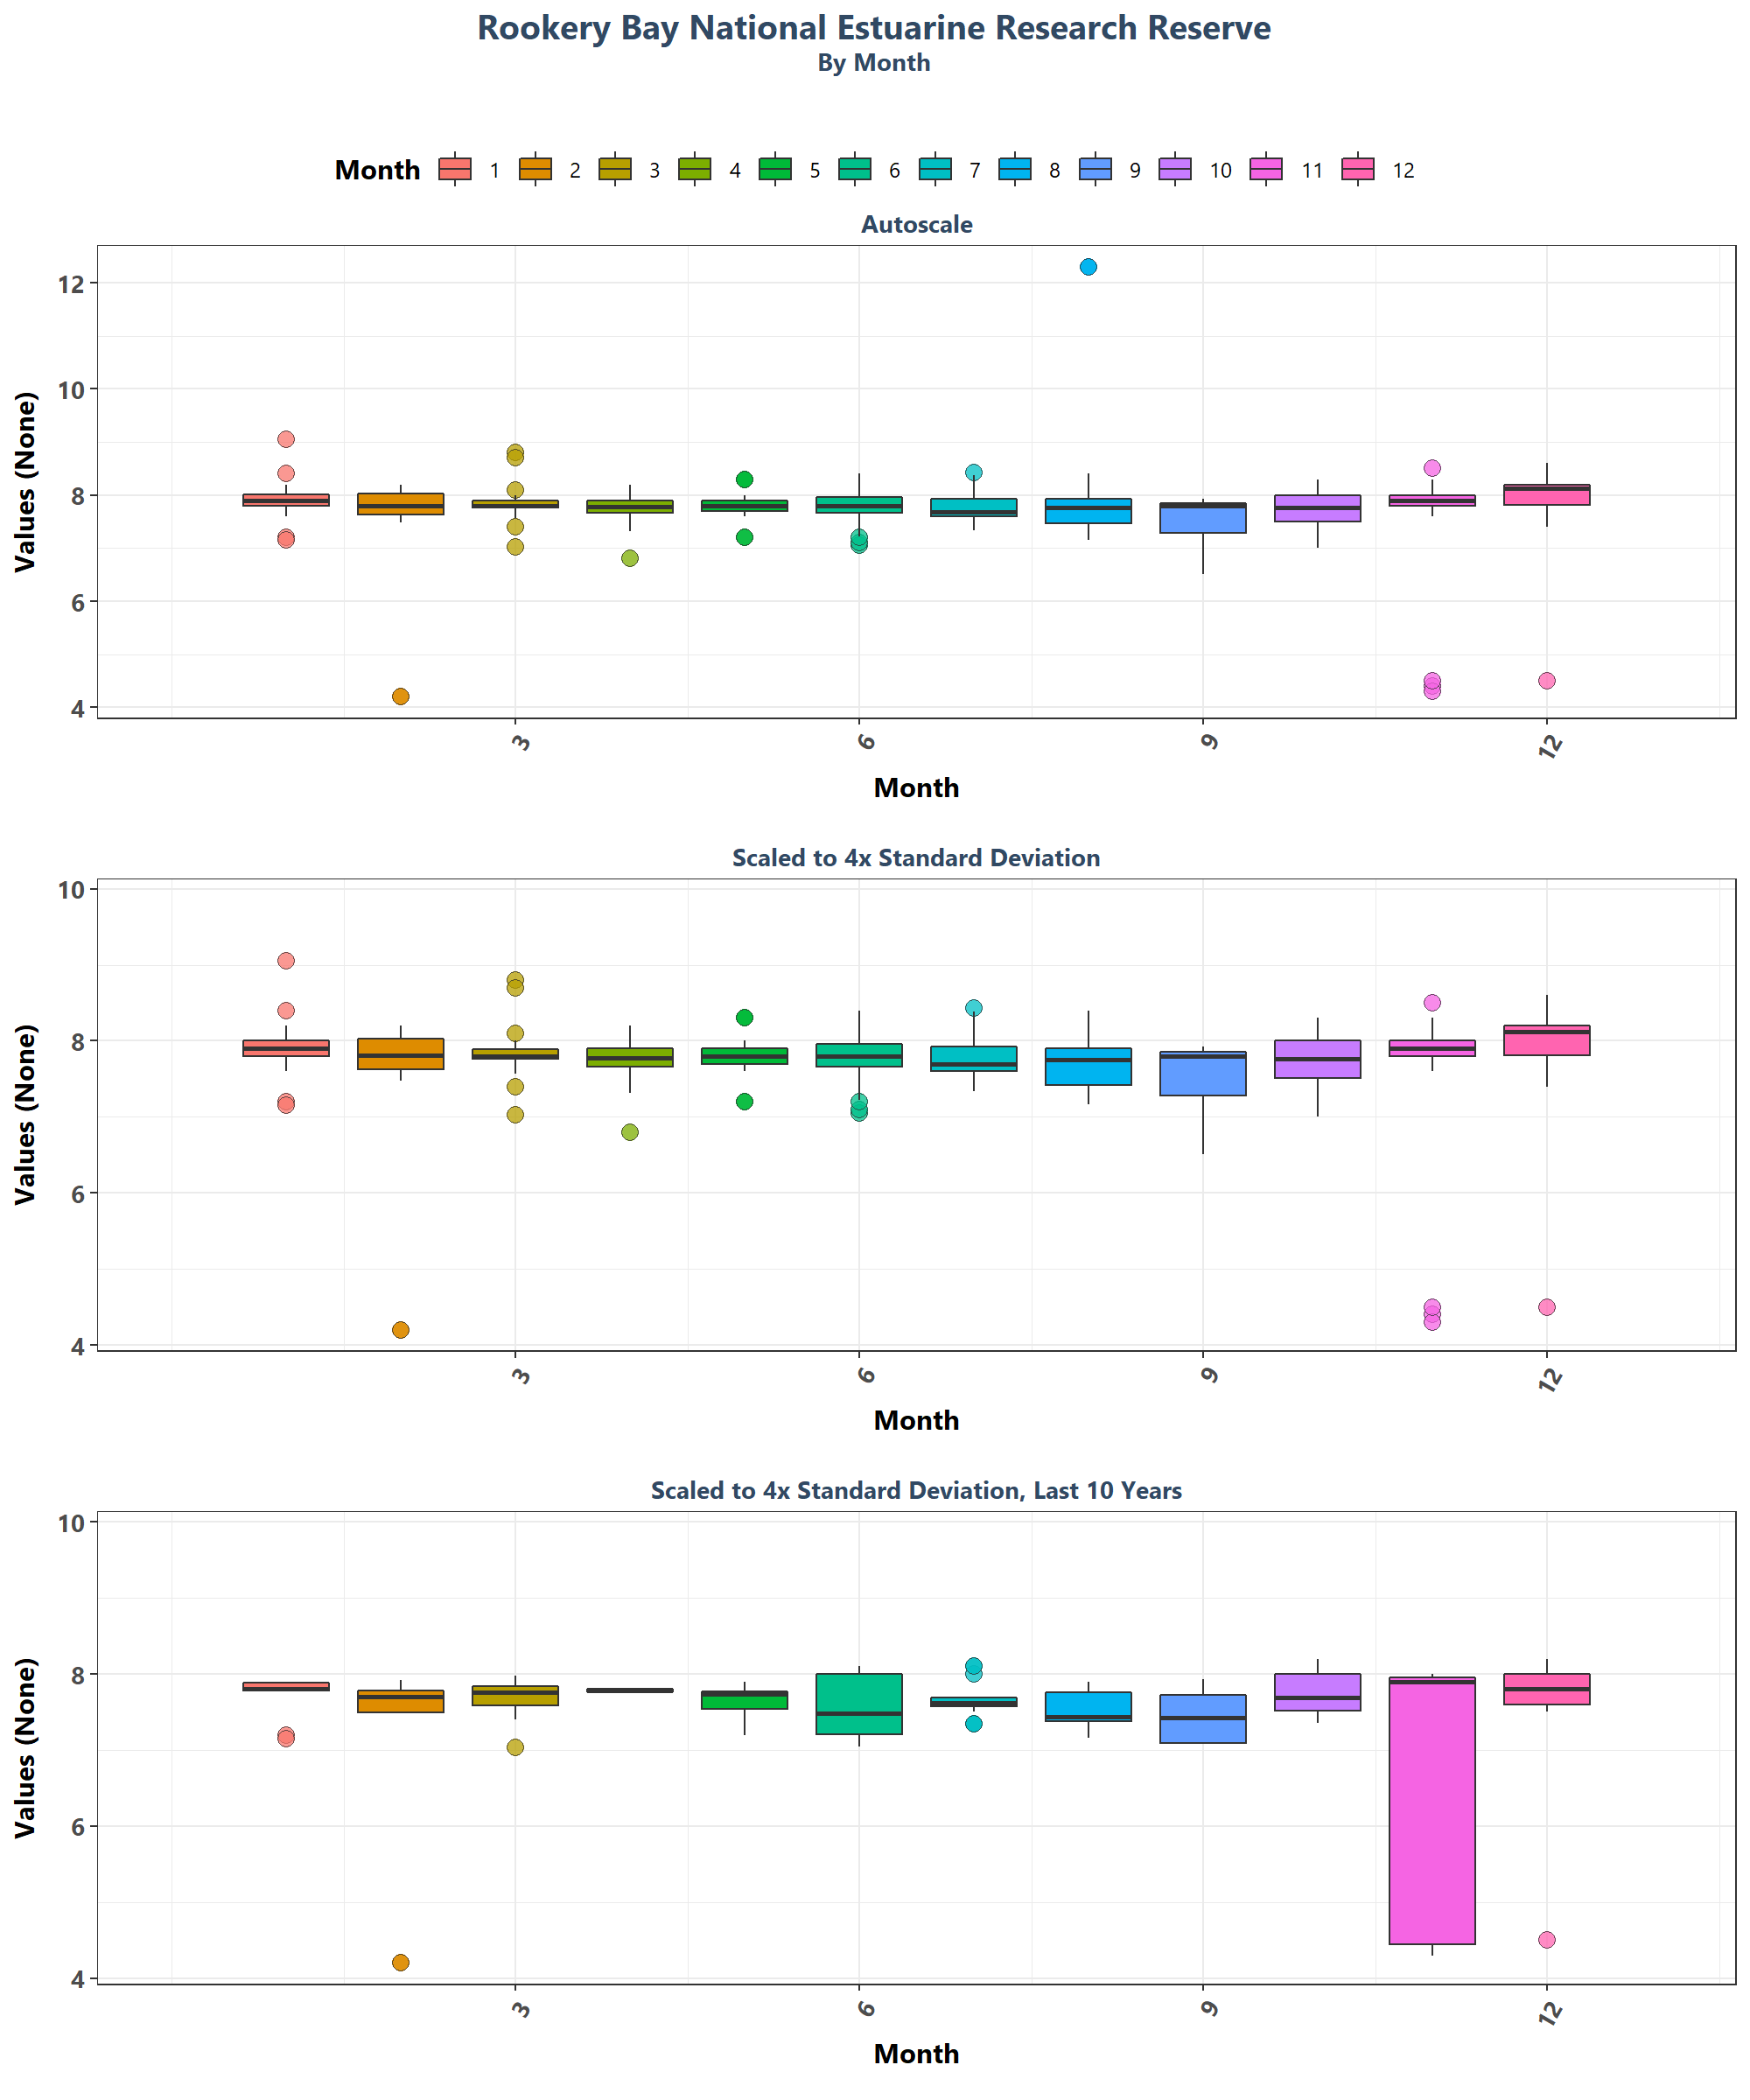 Rookery Bay National Estuarine Research Reserve
By Month
Month 1 2 3 4 5 6 7 8 9 10 11 12
Autoscale
Values (None)
12
10
8
6
4
3 6 9 12
Month
Scaled to 4x Standard Deviation
Values (None)
10
8
6
4
3 6 9 12
Month
Scaled to 4x Standard Deviation, Last 10 Years
Values (None)
10
8
6
4
3 6 9 12
Month